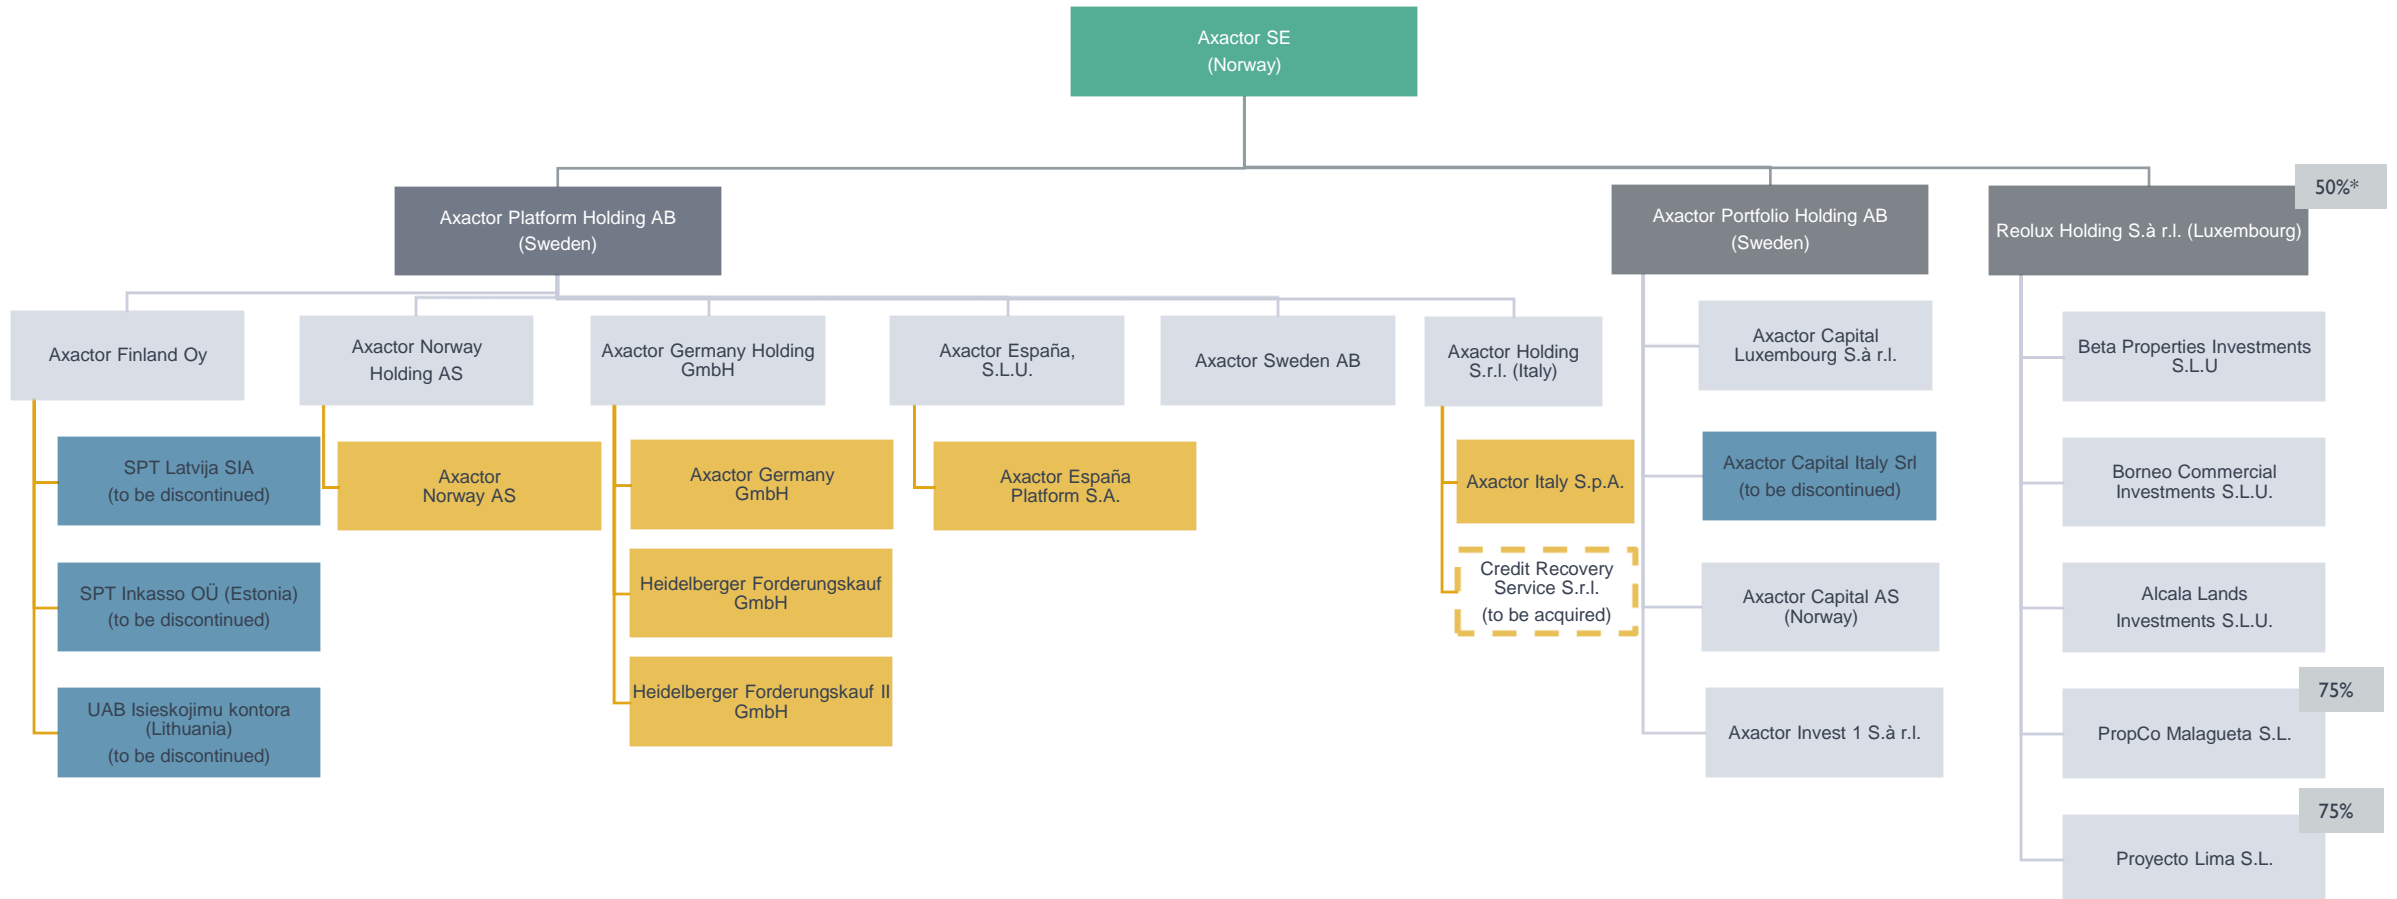 Axactor SE
(Norway)
50%*
Axactor Platform Holding AB
(Sweden)
Axactor Portfolio Holding AB
(Sweden)
Reolux Holding S.à r.l. (Luxembourg)
Axactor Finland Oy
Axactor Norway
Holding AS
Axactor Germany Holding
GmbH
Axactor España,
S.L.U.
Axactor Sweden AB
Axactor Holding
S.r.l. (Italy)
Axactor Capital
Luxembourg S.à r.l.
Beta Properties Investments
S.L.U
SPT Latvija SIA
(to be discontinued)
Axactor
Norway AS
Axactor Germany
GmbH
Axactor España
Platform S.A.
Axactor Italy S.p.A.
Axactor Capital Italy Srl
(to be discontinued)
Borneo Commercial
Investments S.L.U.
SPT Inkasso OÜ (Estonia)
(to be discontinued)
Heidelberger Forderungskauf
GmbH
Credit Recovery
Service S.r.l.
(to be acquired)
Axactor Capital AS
(Norway)
Alcala Lands
Investments S.L.U.
UAB Isieskojimu kontora
(Lithuania)
(to be discontinued)
Heidelberger Forderungskauf II
GmbH
Axactor Invest 1 S.à r.l.
75%
PropCo Malagueta S.L.
75%
Proyecto Lima S.L.